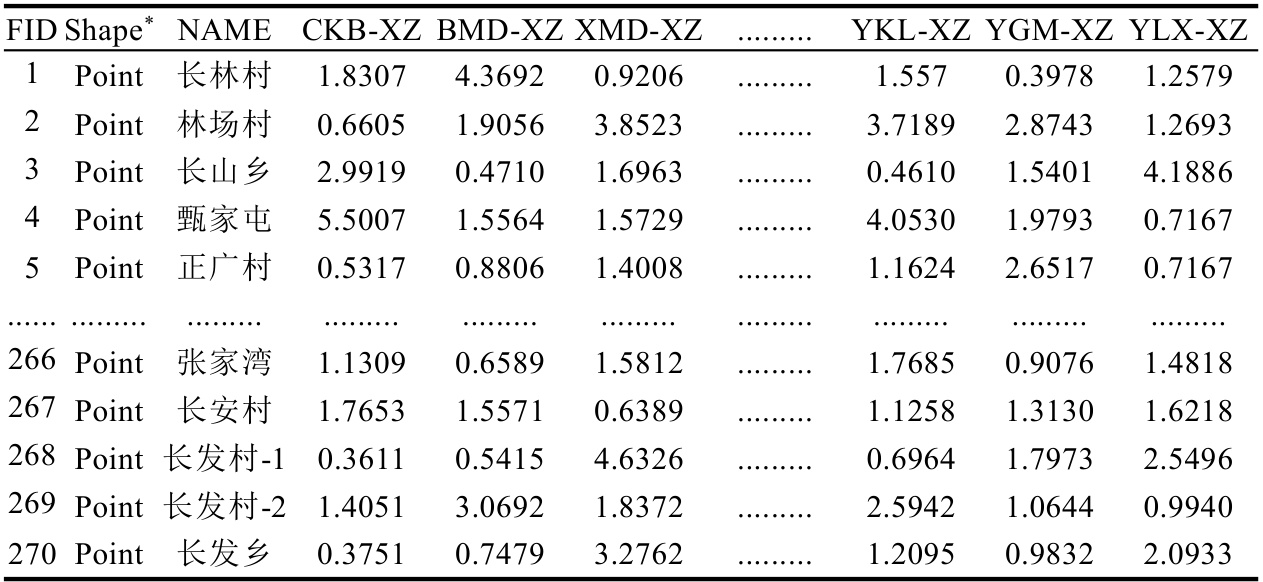 FID Shape* NAME CKB-XZ BMD-XZ XMD-XZ ......... YKL-XZ YGM-XZ YLX-XZ
1 Point 长林村 1.8307 4.3692 0.9206 ......... 1.557 0.3978 1.2579
2 Point 林场村 0.6605 1.9056 3.8523 ......... 3.7189 2.8743 1.2693
3 Point 长山乡 2.9919 0.4710 1.6963 ......... 0.4610 1.5401 4.1886
4 Point 甄家屯 5.5007 1.5564 1.5729 ......... 4.0530 1.9793 0.7167
5 Point 正广村 0.5317 0.8806 1.4008 ......... 1.1624 2.6517 0.7167
...... ......... ......... ......... ......... ......... ......... ......... ......... .........
266 Point 张家湾 1.1309 0.6589 1.5812 ......... 1.7685 0.9076 1.4818
267 Point 长安村 1.7653 1.5571 0.6389 ......... 1.1258 1.3130 1.6218
268 Point 长发村-1 0.3611 0.5415 4.6326 ......... 0.6964 1.7973 2.5496
269 Point 长发村-2 1.4051 3.0692 1.8372 ......... 2.5942 1.0644 0.9940
270 Point 长发乡 0.3751 0.7479 3.2762 ......... 1.2095 0.9832 2.0933